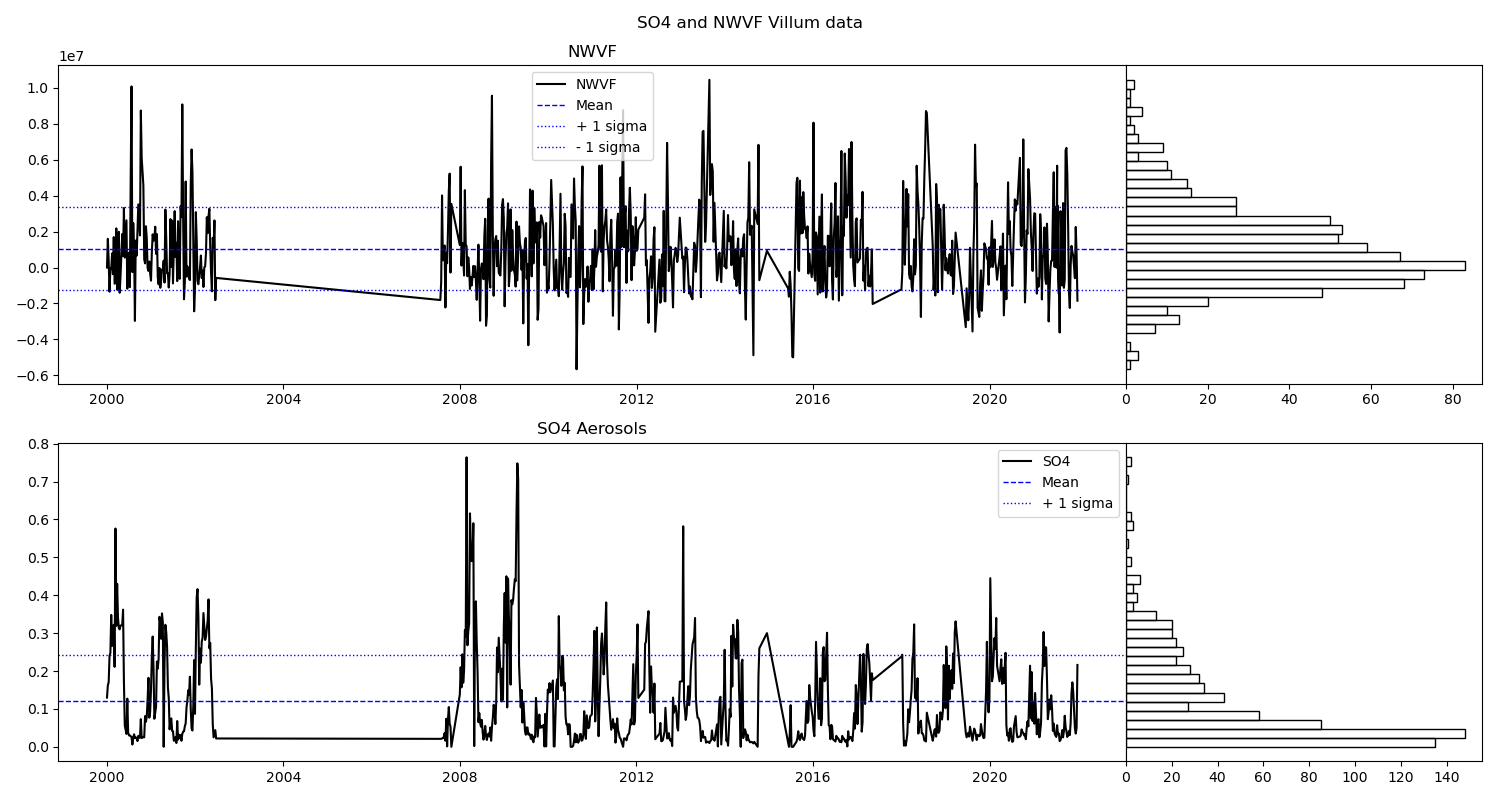 SO4 and NWVF Villum data
NWVF
1e7
NWVF
Mean
+ 1 sigma
- 1 sigma
1.0
0.8
0.6
0.4
0.2
0.0
−0.2
−0.4
−0.6
2000 2004 2008 2012 2016 2020
0 20 40 60 80
SO4 Aerosols
SO4
Mean
+ 1 sigma
0.8
0.7
0.6
0.5
0.4
0.3
0.2
0.1
0.0
2000 2004 2008 2012 2016 2020
0 20 40 60 80 100 120 140